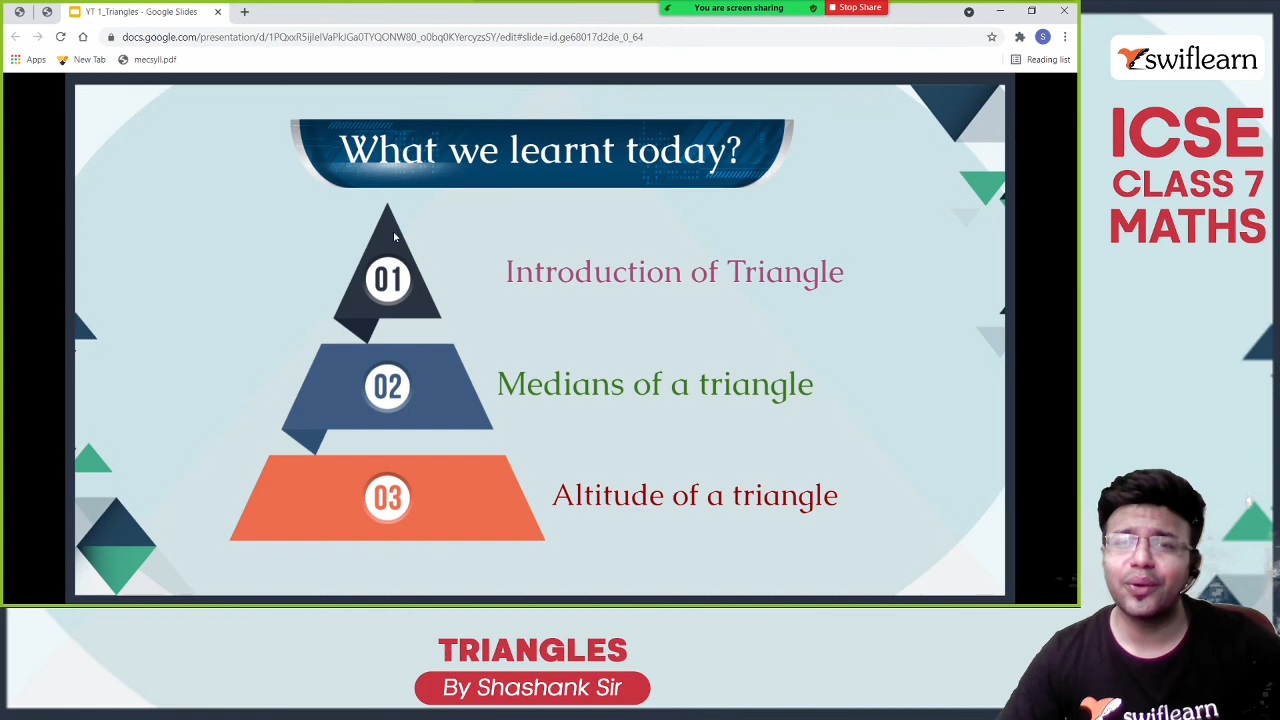 YT 1_Triangles - Google Slides
You are screen sharing
Stop Share
docs.google.com/presentation/d/1PQxxR5ijIeIVaPkJGa0TYQONW80_o0bq0KYercyzsSY/edit#slide=id.ge68017d2de_0_64
S
Apps
New Tab
mecsyll.pdf
Reading list
What we learnt today?
01
Introduction of Triangle
02
Medians of a triangle
03
Altitude of a triangle
swiflearn
ICSE
CLASS 7
MATHS
TRIANGLES
By Shashank Sir
swiflearn